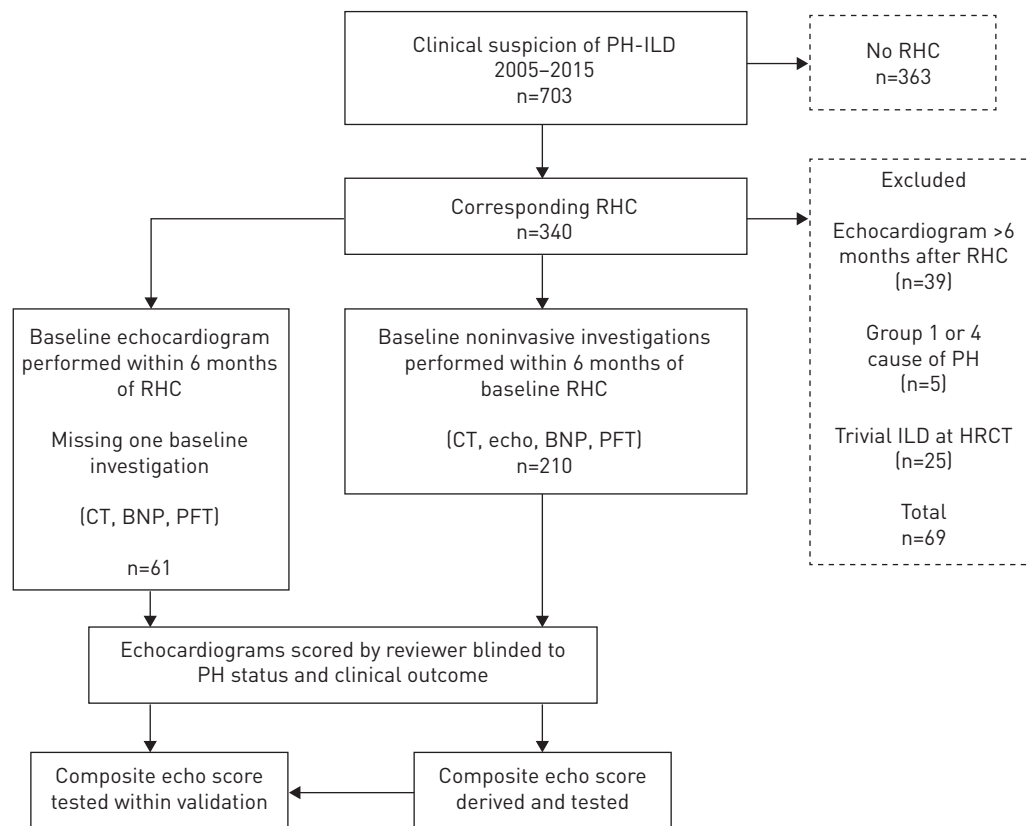 Clinical suspicion of PH-ILD
2005–2015
n=703
No RHC
n=363
Corresponding RHC
n=340
Excluded
Echocardiogram >6
months after RHC
(n=39)
Group 1 or 4
cause of PH
(n=5)
Trivial ILD at HRCT
(n=25)
Total
n=69
Baseline echocardiogram
performed within 6 months
of RHC
Missing one baseline
investigation
(CT, BNP, PFT)
n=61
Baseline noninvasive investigations
performed within 6 months of
baseline RHC
(CT, echo, BNP, PFT)
n=210
Echocardiograms scored by reviewer blinded to
PH status and clinical outcome
Composite echo score
tested within validation
Composite echo score
derived and tested